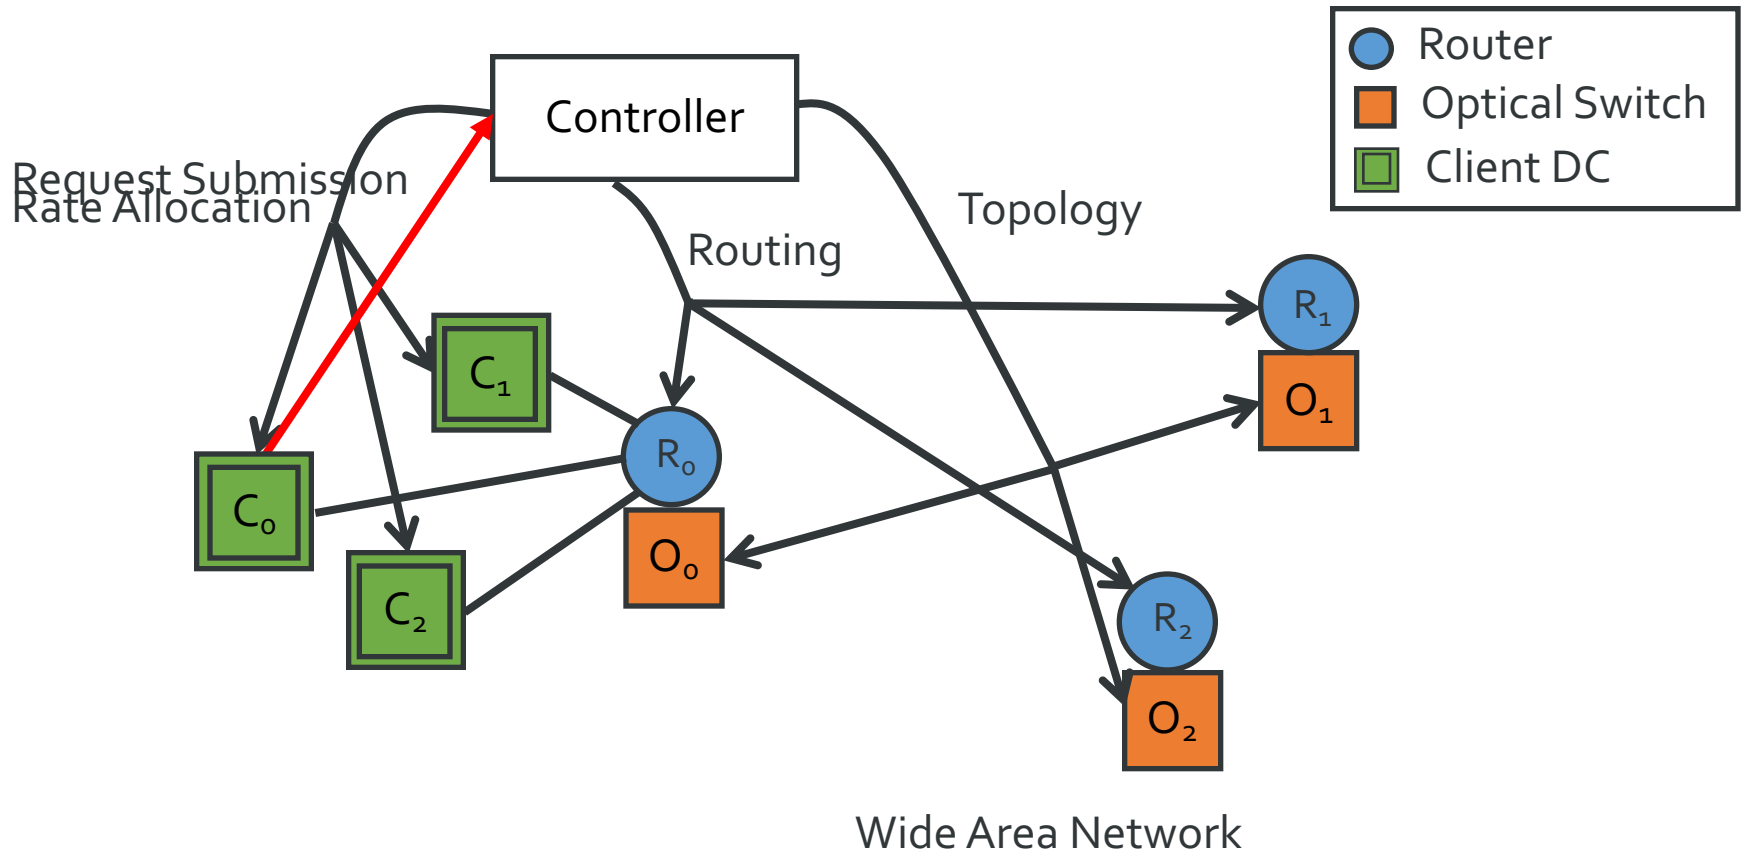 Router
Optical Switch
Client DC
Controller
Request Submission
Rate Allocation
Topology
Routing
R₁
O₁
C₁
R₀
C₀
O₀
C₂
R₂
O₂
Wide Area Network